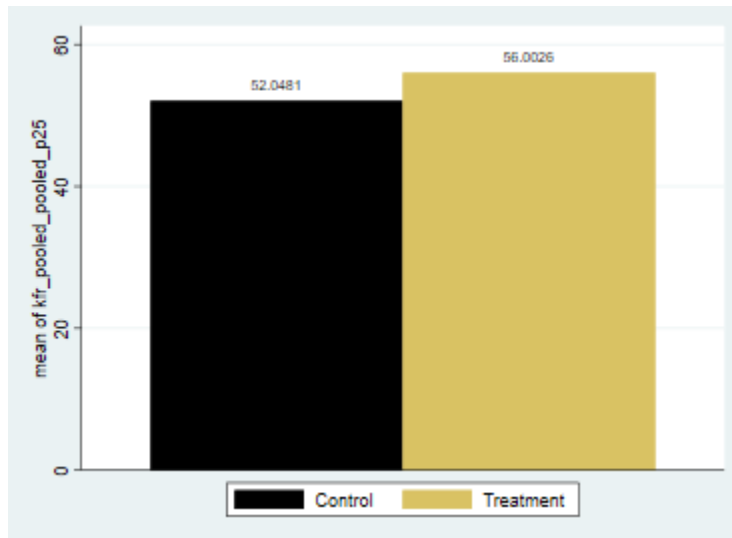 mean of kfr_pooled_pooled_p25
60
40
20
0
52.0481
56.0026
Control
Treatment